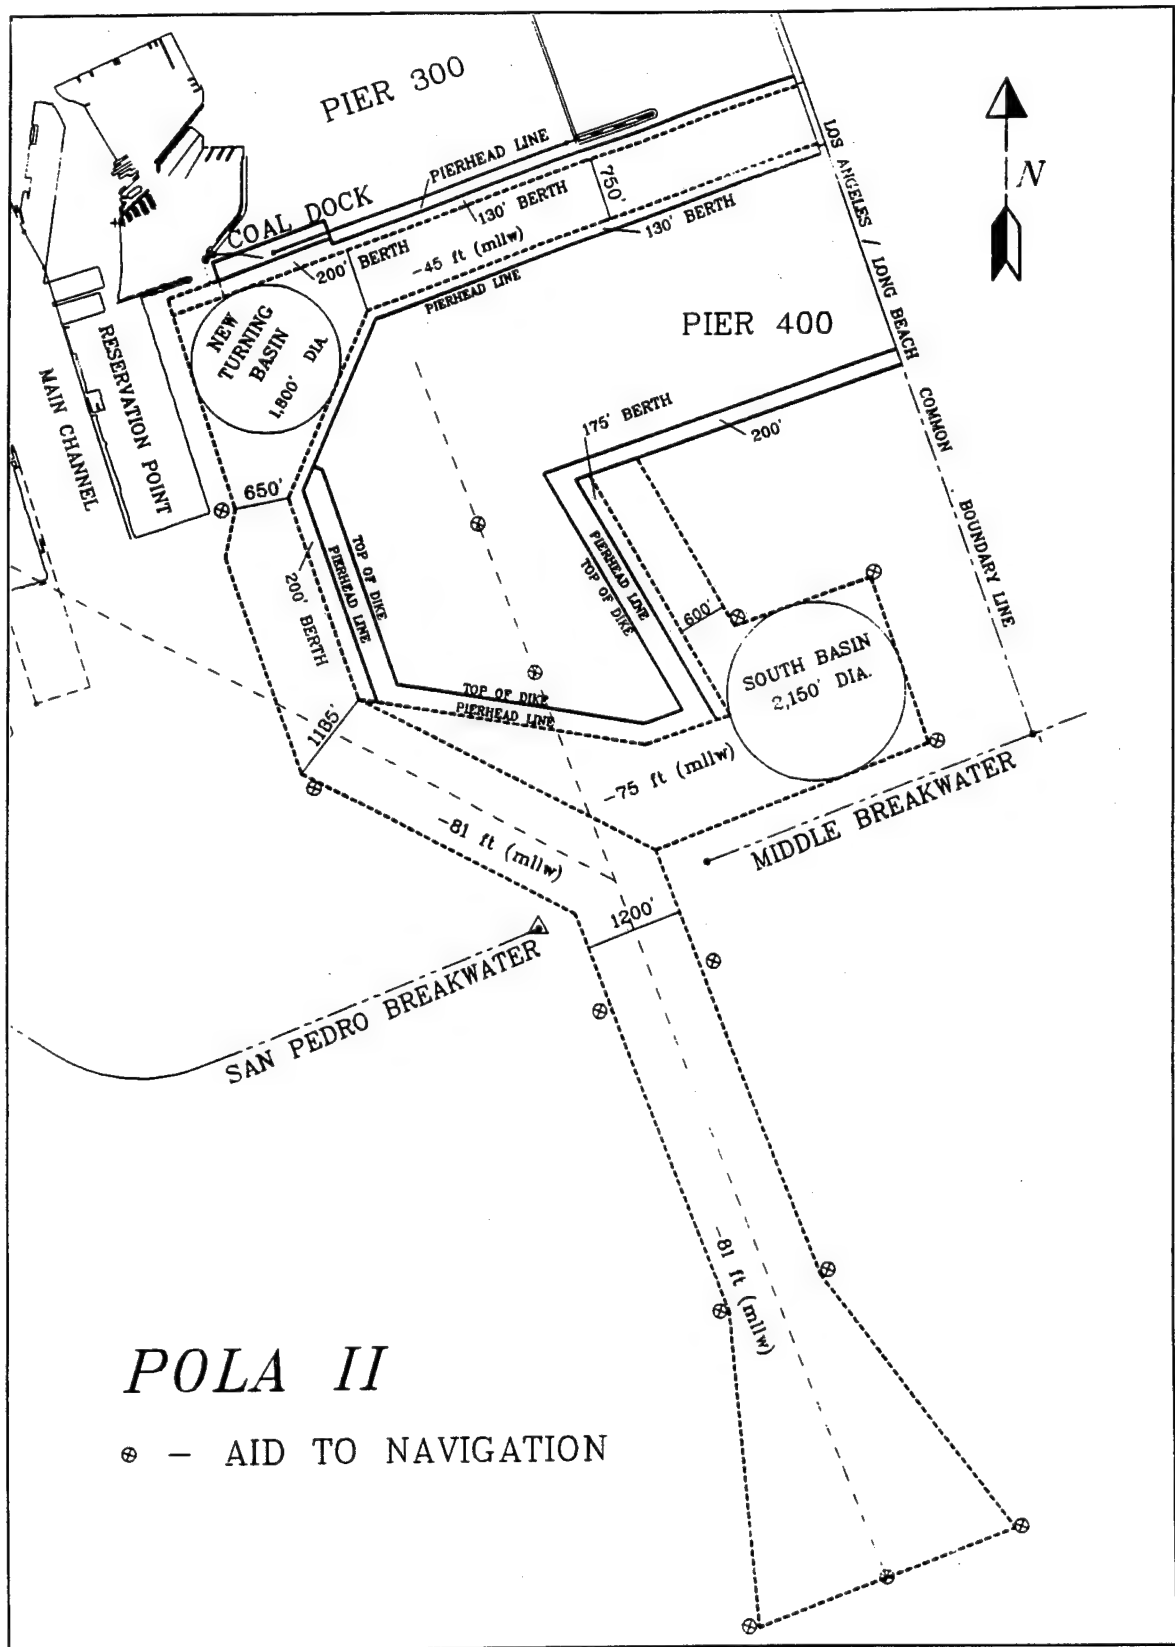 PIER 300
PIERHEAD LINE
LOS ANGELES / LONG BEACH
COMMON
BOUNDARY LINE
N
COAL DOCK
750'
130' BERTH
130' BERTH
200' BERTH
-45 ft (mllw)
PIERHEAD LINE
PIER 400
NEW
TURNING
BASIN
1,800' DIA.
RESERVATION POINT
MAIN CHANNEL
175' BERTH
200'
650'
TOP OF DIKE
PIERHEAD LINE
200' BERTH
PIERHEAD LINE
TOP OF DIKE
600'
SOUTH BASIN
2,150' DIA.
TOP OF DIKE
PIERHEAD LINE
1185'
-75 ft (mllw)
-81 ft (mllw)
MIDDLE BREAKWATER
1200'
SAN PEDRO BREAKWATER
-81 ft (mllw)
POLA II
⊗ - AID TO NAVIGATION